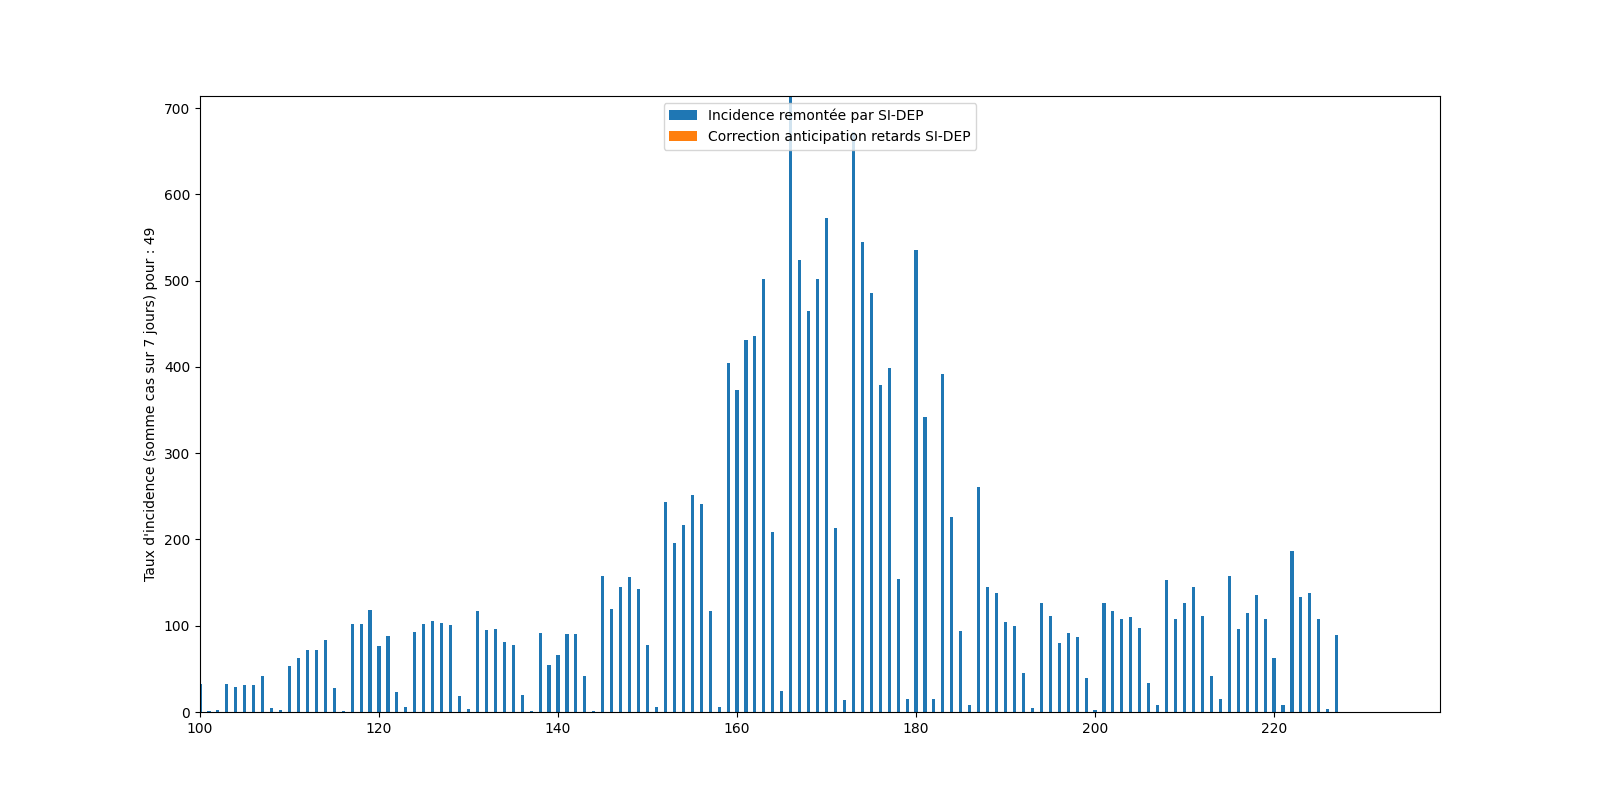 Incidence remontée par SI-DEP
Correction anticipation retards SI-DEP
Taux d'incidence (somme cas sur 7 jours) pour : 49
700
600
500
400
300
200
100
0
100 120 140 160 180 200 220